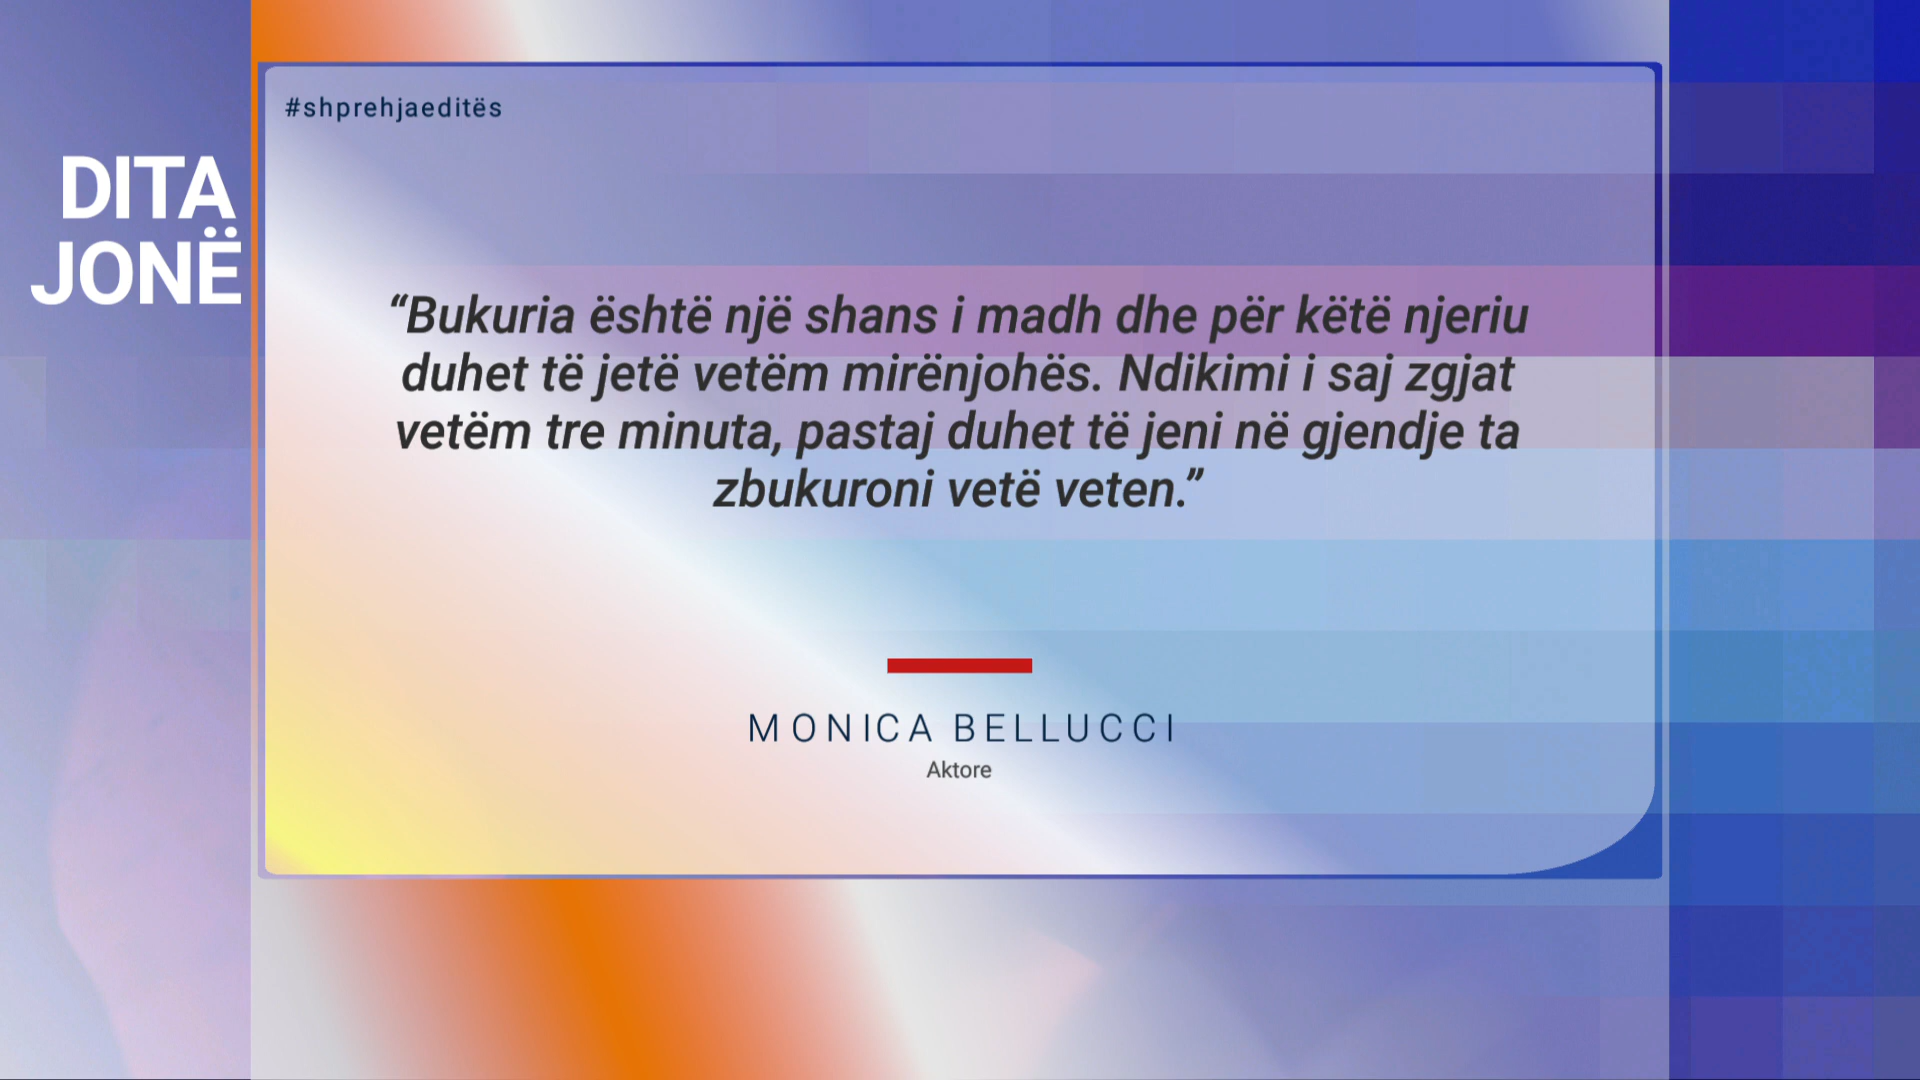 #shprehjaeditës
DITA
JONË
“Bukuria është një shans i madh dhe për këtë njeriu
duhet të jetë vetëm mirënjohës. Ndikimi i saj zgjat
vetëm tre minuta, pastaj duhet të jeni në gjendje ta
zbukuroni vetë veten.”
MONICA BELLUCCI
Aktore